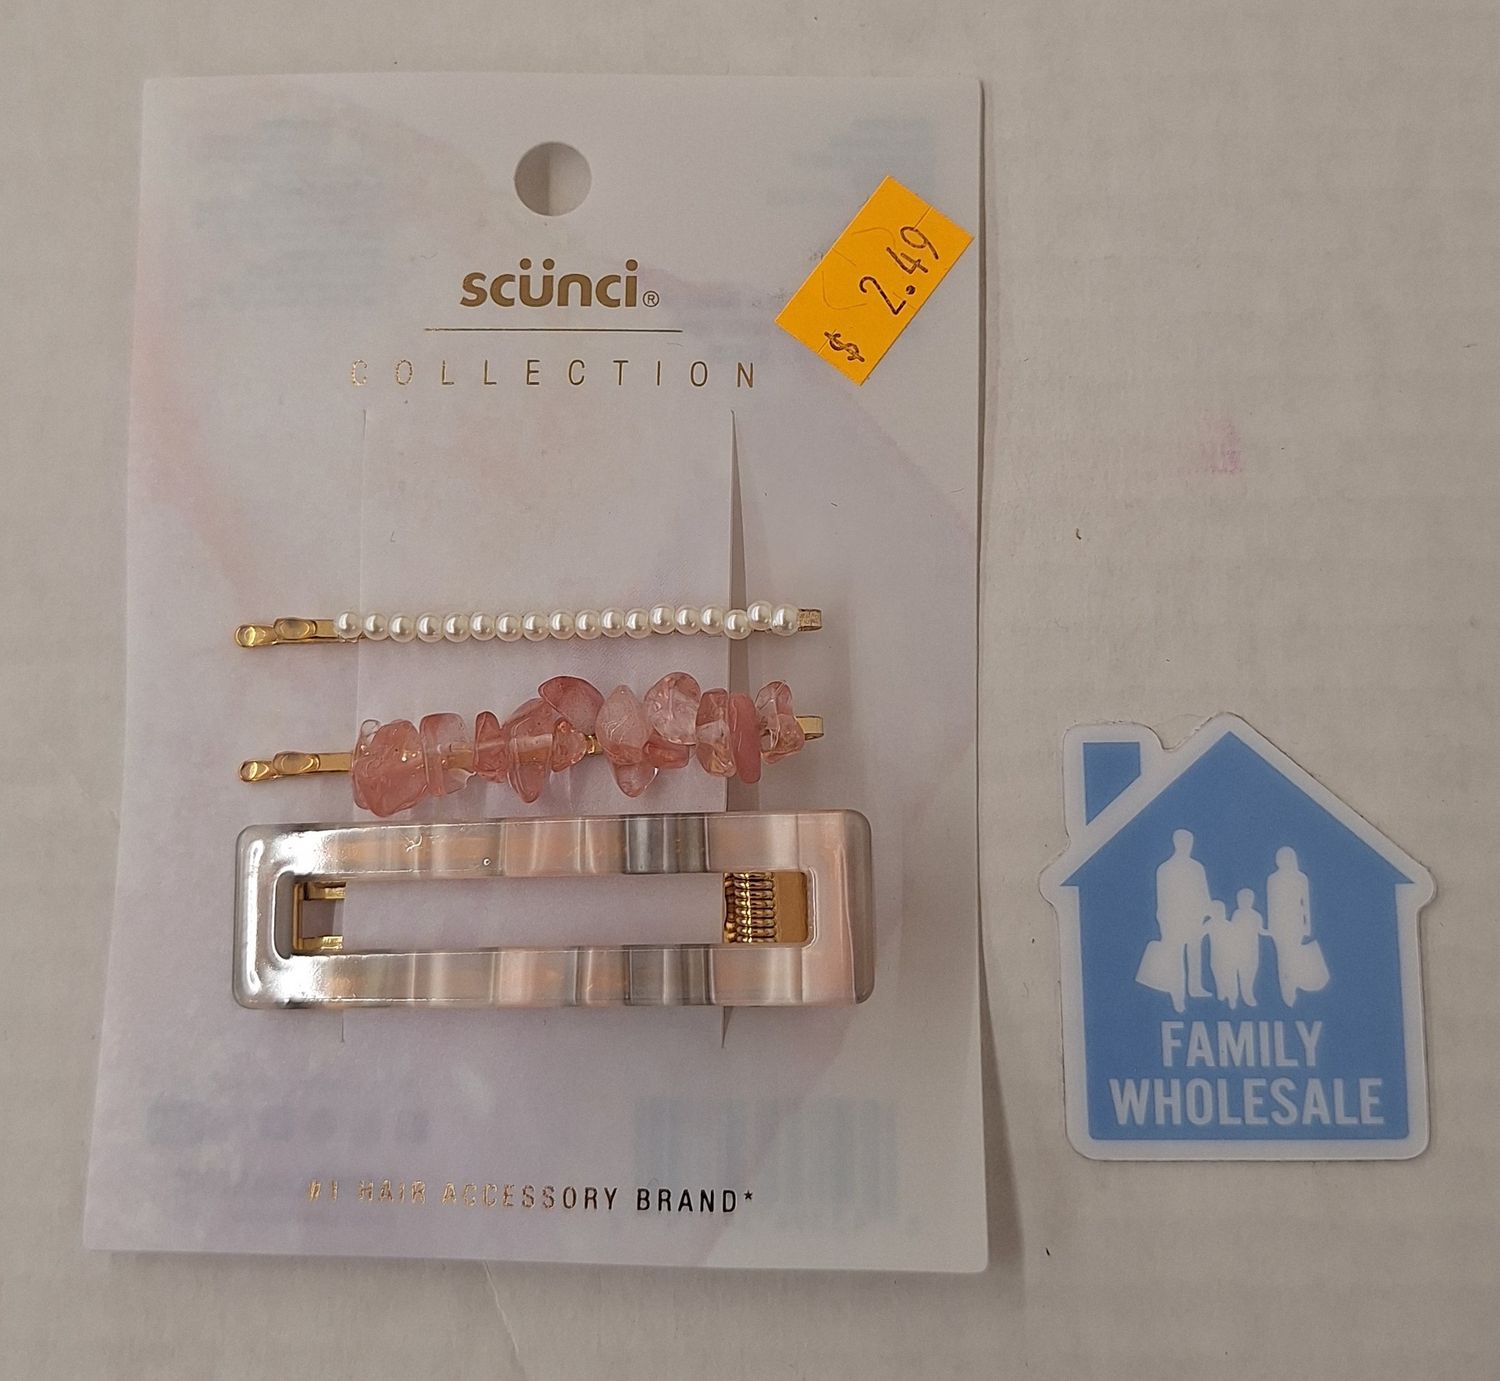 scünci®
COLLECTION
$ 2.49
#1 HAIR ACCESSORY BRAND*
FAMILY
WHOLESALE